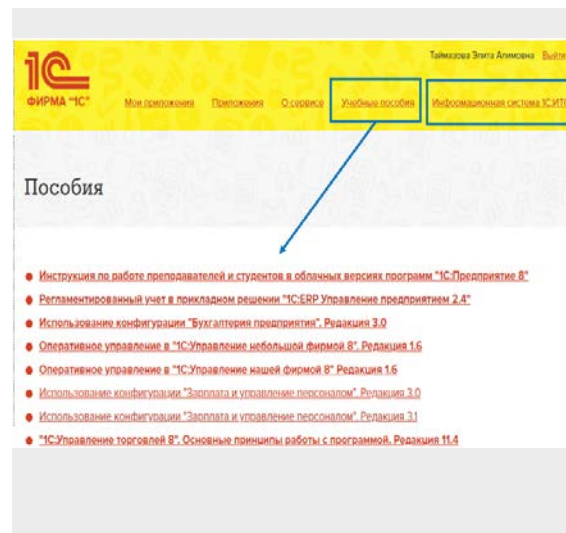 Таймазова Элита Алимовна Выйти
1С
ФИРМА "1С"
Мои приложения Приложения О сервисе Учебные пособия Информационная система 1С:ИТС
Пособия
Инструкция по работе преподавателей и студентов в облачных версиях программ "1С:Предприятие 8"
Регламентированный учет в прикладном решении "1С:ERP Управление предприятием 2.4"
Использование конфигурации "Бухгалтерия предприятия". Редакция 3.0
Оперативное управление в "1С:Управление небольшой фирмой 8". Редакция 1.6
Оперативное управление в "1С:Управление нашей фирмой 8" Редакция 1.6
Использование конфигурации "Зарплата и управление персоналом". Редакция 3.0
Использование конфигурации "Зарплата и управление персоналом". Редакция 3.1
"1С:Управление торговлей 8". Основные принципы работы с программой. Редакция 11.4